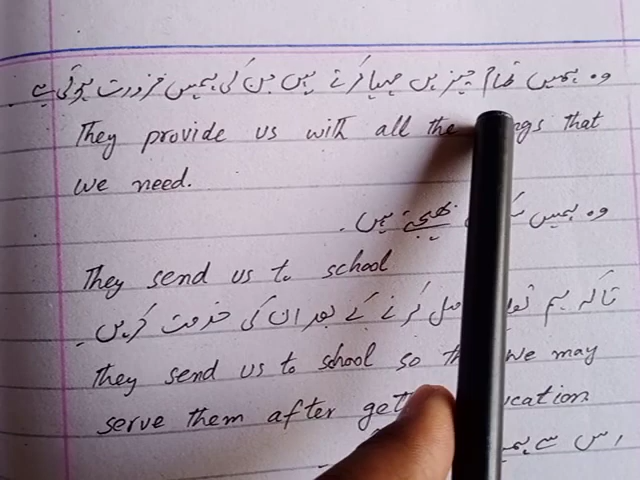 وہ ہمیں تمام چیزیں مہیا کرتے ہیں جن کی ہمیں ضرورت ہوتی ہے۔
They provide us with all the ngs that
we need.
وہ ہمیں بھیجتے ہیں۔
They send us to school
تاکہ ہم کرنے کے بعد ان کی خدمت کریں۔
They send us to school so we may
serve them after get ucation
اس سے